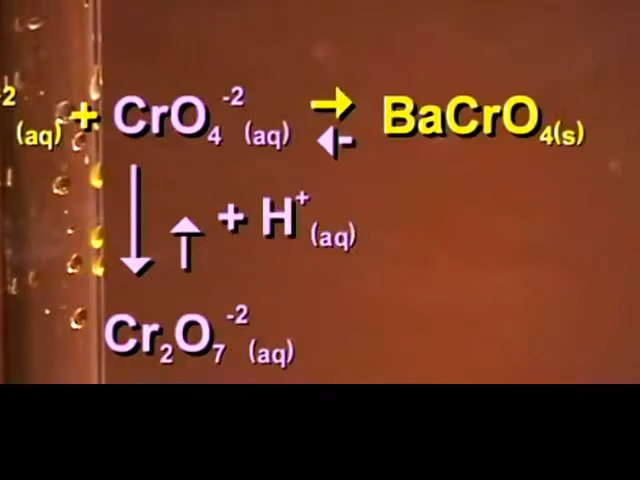 2 (aq) + CrO4 -2 (aq) → BaCrO4(s)
+ H+ (aq)
Cr2O7 -2 (aq)